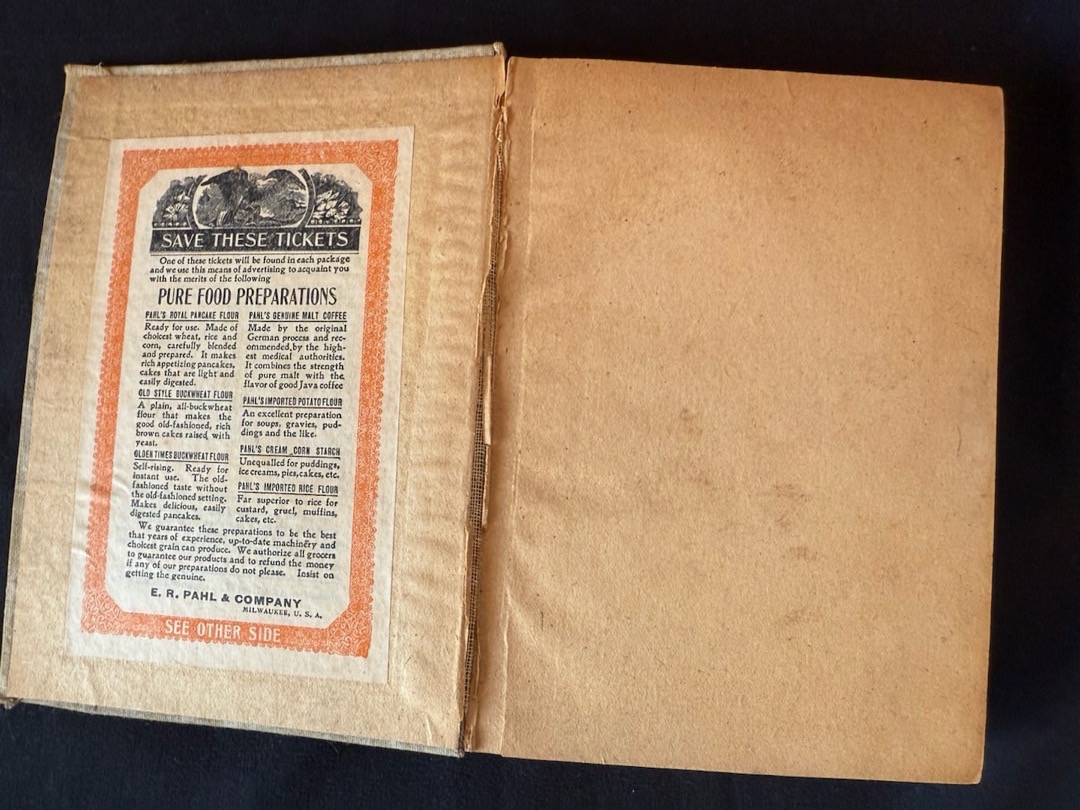 SAVE THESE TICKETS
One of these tickets will be found in each package
and we use this means of advertising to acquaint you
with the merits of the following
PURE FOOD PREPARATIONS
PAHL'S ROYAL PANCAKE FLOUR
Ready for use. Made of
choicest wheat, rice and
corn, carefully blended
and prepared. It makes
rich appetizing pancakes,
cakes that are light and
easily digested.
OLD STYLE BUCKWHEAT FLOUR
A plain, all-buckwheat
flour that makes the
good old-fashioned, rich
brown cakes raised with
yeast.
OLDEN TIMES BUCKWHEAT FLOUR
Self-rising. Ready for
instant use. The old-
fashioned taste without
the old-fashioned setting.
Makes delicious, easily
digested pancakes.
PAHL'S GENUINE MALT COFFEE
Made by the original
German process and rec-
ommended by the high-
est medical authorities.
It combines the strength
of pure malt with the
flavor of good Java coffee
PAHL'S IMPORTED POTATO FLOUR
An excellent preparation
for soups, gravies, pud-
dings and the like.
PAHL'S CREAM CORN STARCH
Unequalled for puddings,
ice creams, pies, cakes, etc.
PAHL'S IMPORTED RICE FLOUR
Far superior to rice for
custard, gruel, muffins,
cakes, etc.
We guarantee these preparations to be the best
that years of experience, up-to-date machinery and
choicest grain can produce. We authorize all grocers
to guarantee our products and to refund the money
if any of our preparations do not please. Insist on
getting the genuine.
E. R. PAHL & COMPANY
MILWAUKEE, U. S. A.
SEE OTHER SIDE